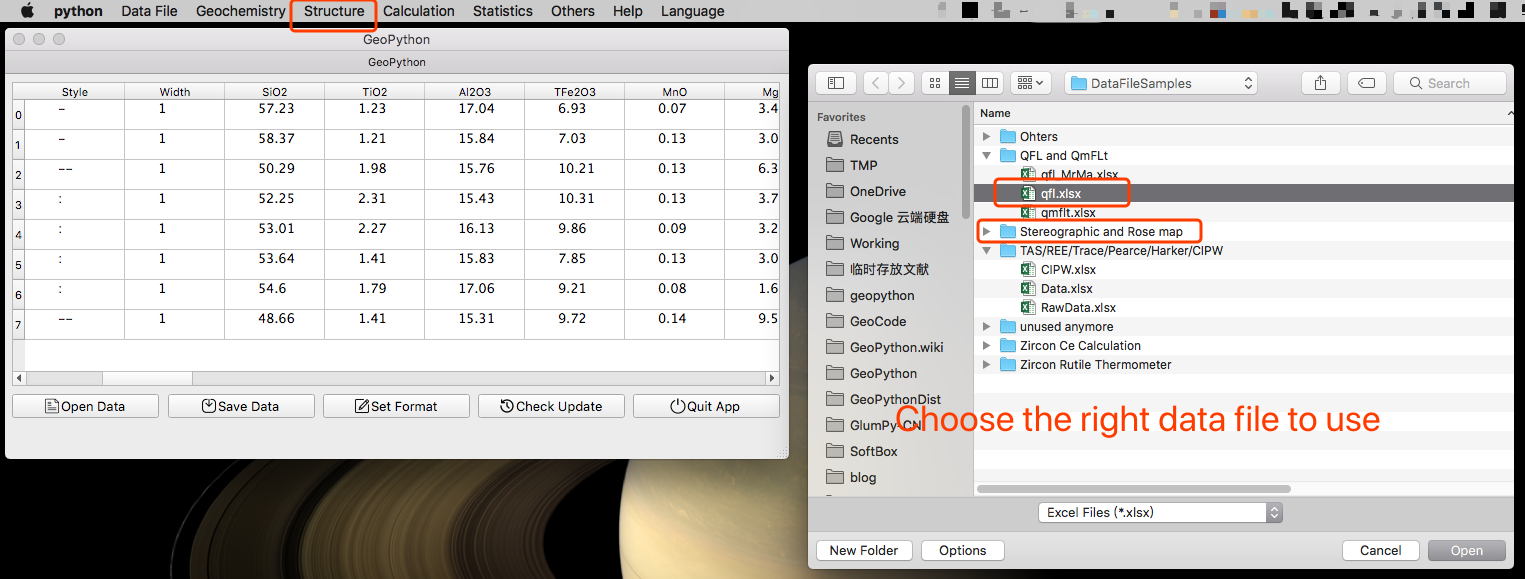 python Data File Geochemistry Structure Calculation Statistics Others Help Language
GeoPython
GeoPython
Style Width SiO2 TiO2 Al2O3 TFe2O3 MnO Mg
0 - 1 57.23 1.23 17.04 6.93 0.07 3.4
1 - 1 58.37 1.21 15.84 7.03 0.13 3.0
2 -- 1 50.29 1.98 15.76 10.21 0.13 6.3
3 : 1 52.25 2.31 15.43 10.31 0.13 3.7
4 : 1 53.01 2.27 16.13 9.86 0.09 3.2
5 : 1 53.64 1.41 15.83 7.85 0.13 3.0
6 : 1 54.6 1.79 17.06 9.21 0.08 1.6
7 -- 1 48.66 1.41 15.31 9.72 0.14 9.5
Open Data Save Data Set Format Check Update Quit App
DataFileSamples
Search
Favorites
Recents
TMP
OneDrive
Google 云端硬盘
Working
临时存放文献
geopython
GeoCode
GeoPython.wiki
GeoPython
GeoPythonDist
GlumPy-CN
SoftBox
blog
Name
Ohters
QFL and QmFLt
qfl_MrMa.xlsx
qfl.xlsx
qmflt.xlsx
Stereographic and Rose map
TAS/REE/Trace/Pearce/Harker/CIPW
CIPW.xlsx
Data.xlsx
RawData.xlsx
unused anymore
Zircon Ce Calculation
Zircon Rutile Thermometer
Choose the right data file to use
Excel Files (*.xlsx)
New Folder Options Cancel Open